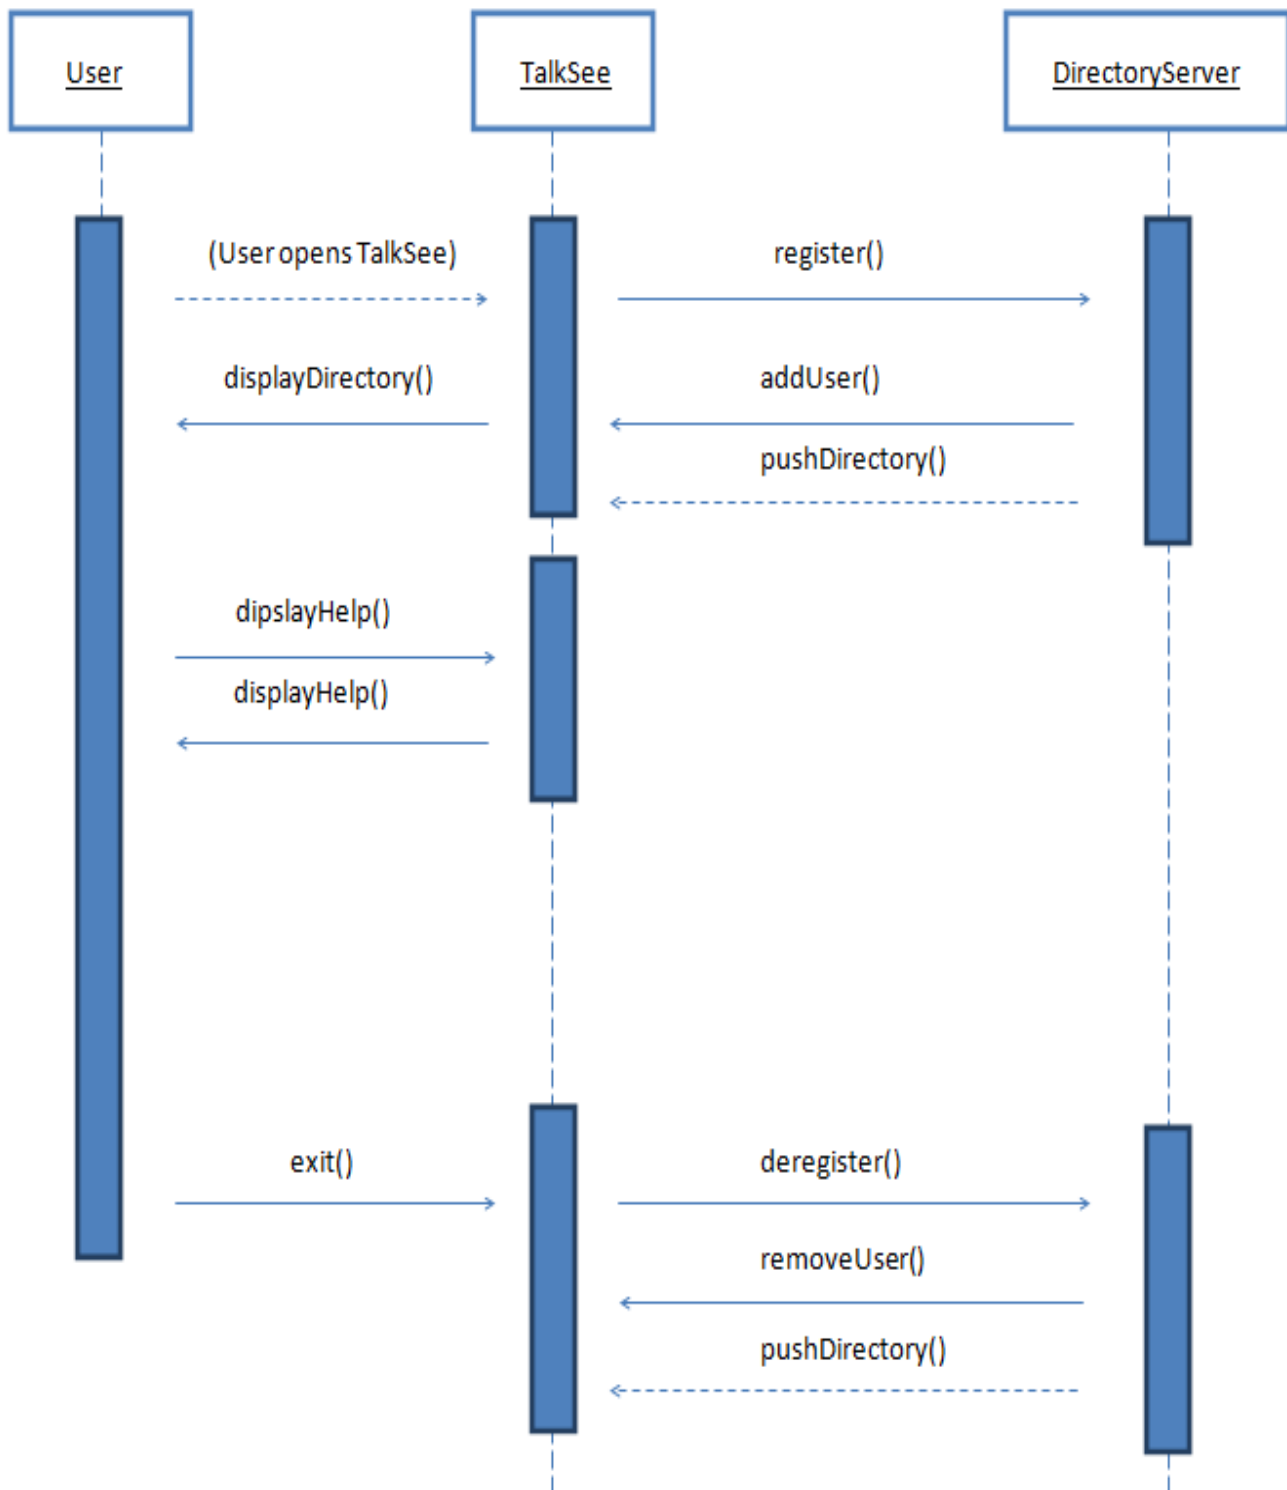 User
TalkSee
DirectoryServer
(User opens TalkSee)
register()
displayDirectory()
addUser()
pushDirectory()
dipslayHelp()
displayHelp()
exit()
deregister()
removeUser()
pushDirectory()